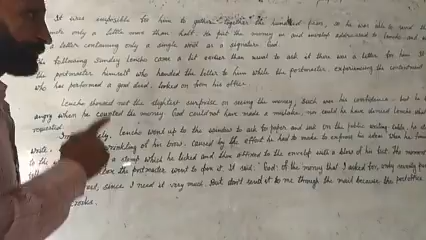 It was impossible for him to gather together the hundred pesos, so he was able to send the
only a little more than half. He put the money in an envelop addressed to Lencho and
a letter containing only a single word as a signature God.
following Sunday Lencho came a bit earlier than usual to ask if there was a letter for him. It
the postmaster himself who handed the letter to him while the postmaster, experiencing the contentment
who has performed a good deed, looked on from his office
Lencho showed not the slightest surprise on seeing the money, such was his confidence - but he
angry when he counted the money. God could not have made a mistake, nor could he have denied Lencho what
requested.
Lencho went up to the window to ask for paper and ink on the public writing table, he
write, wrinkling of his brow, caused by the effort he had to make to express his ideas. When he
to the a stamp which he licked and then affixed to the envelop with a blow of his fist. The moment
the postmaster went to open it. It said: "God: of the money that I asked for, only seventy
since I need it very much. But don't send it to me through the mail because the post office
crooks.